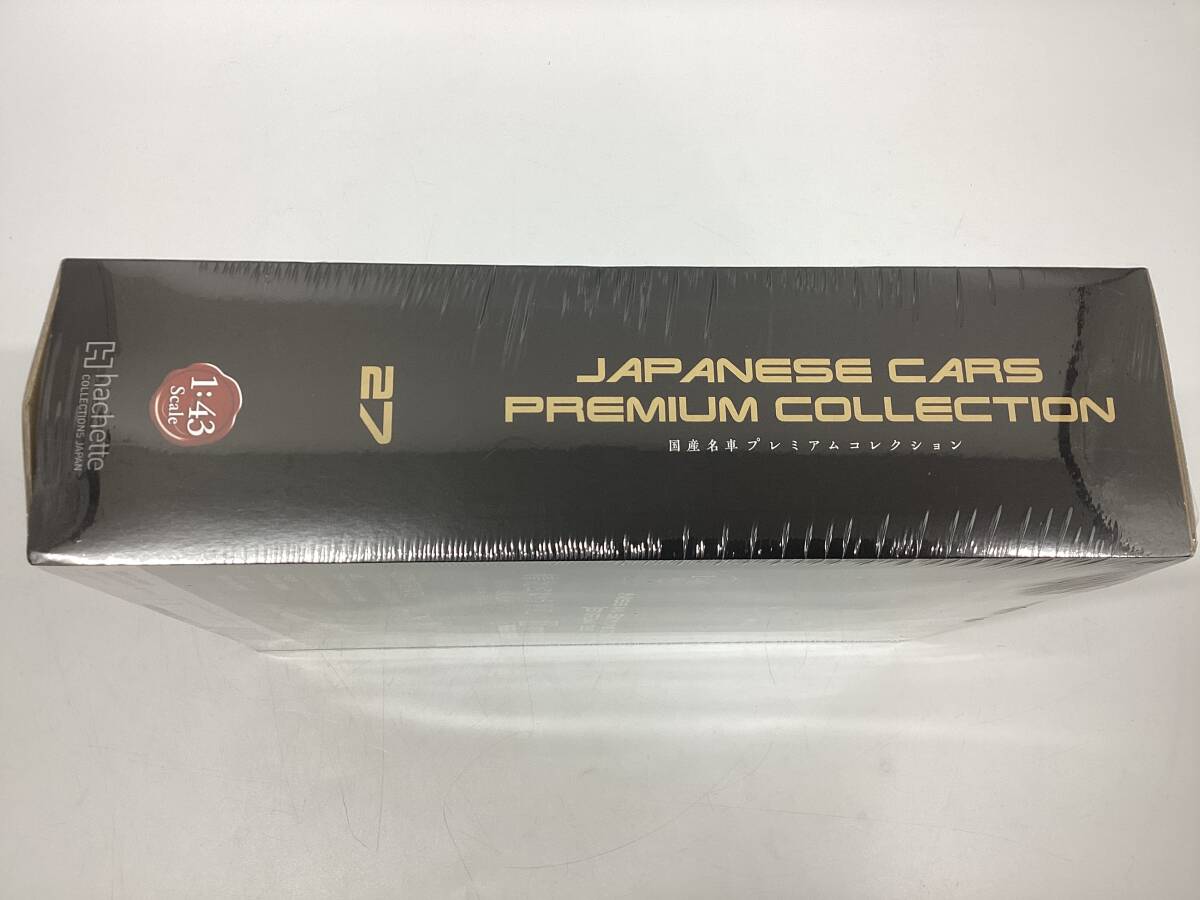 JAPANESE CARS
PREMIUM COLLECTION
国産名車プレミアムコレクション
27
1:43
Scale
hachette
COLLECTIONS JAPAN